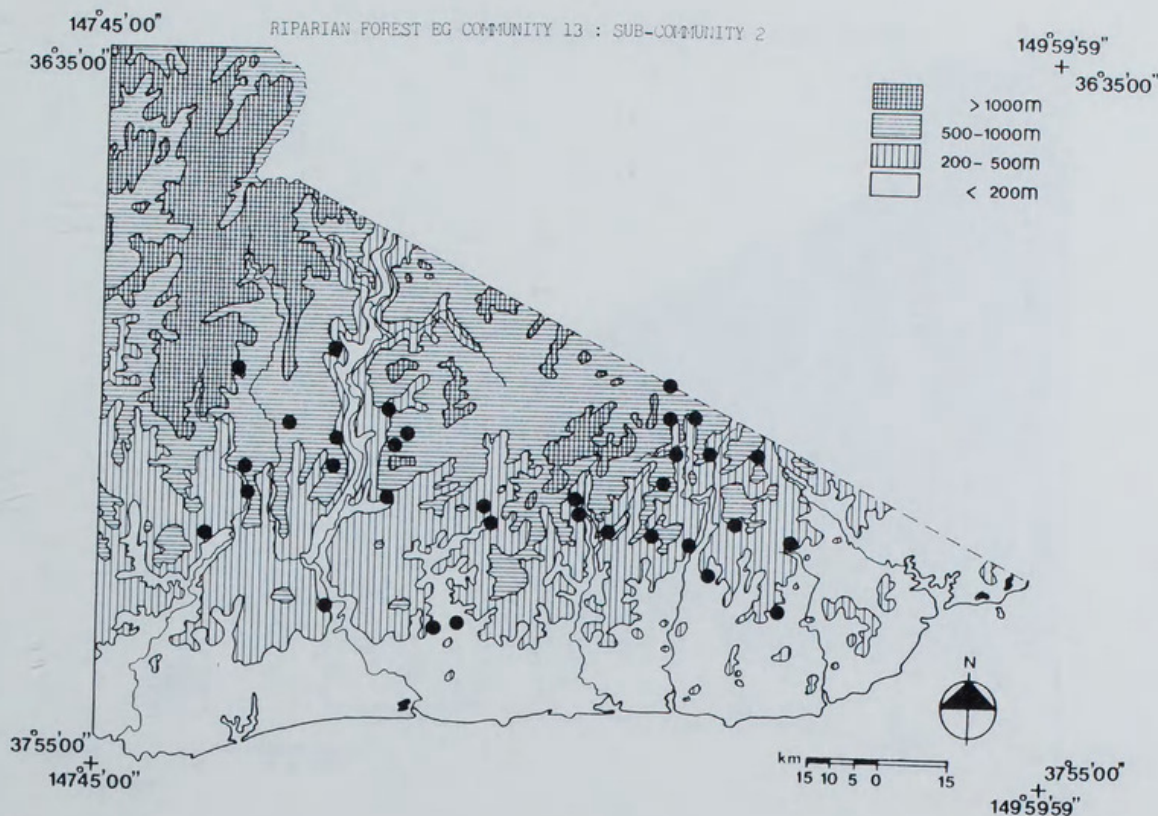 RIPARIAN FOREST EG COMMUNITY 13 : SUB-COMMUNITY 2
147°45'00"
36°35'00"
149°59'59"
36°35'00"
> 1000m
500-1000m
200-500m
< 200m
N
km
15 10 5 0 15
37°55'00"
147°45'00"
37°55'00"
149°59'59"